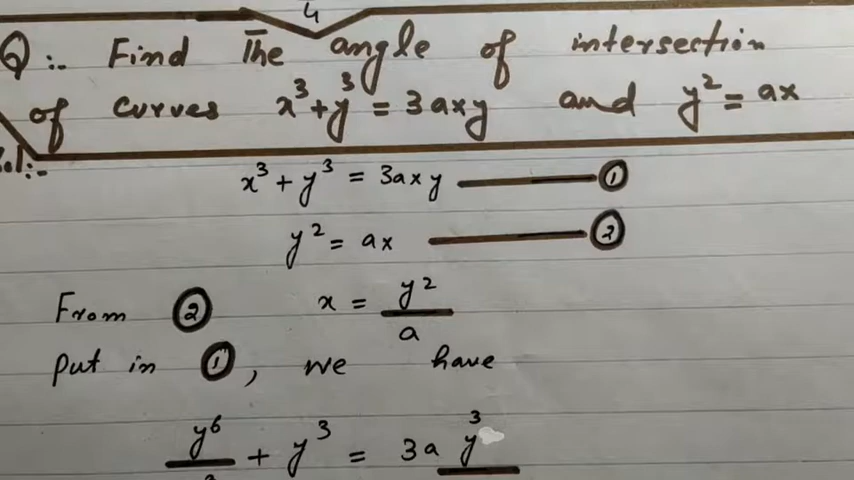 4
Q:- Find The angle of intersection
of curves x³+y³ = 3axy and y² = ax
x³ + y³ = 3axy ——— ①
y² = ax ——— ②
From ② x = y²/a
Put in ①, we have
y⁶/ + y³ = 3a y³/